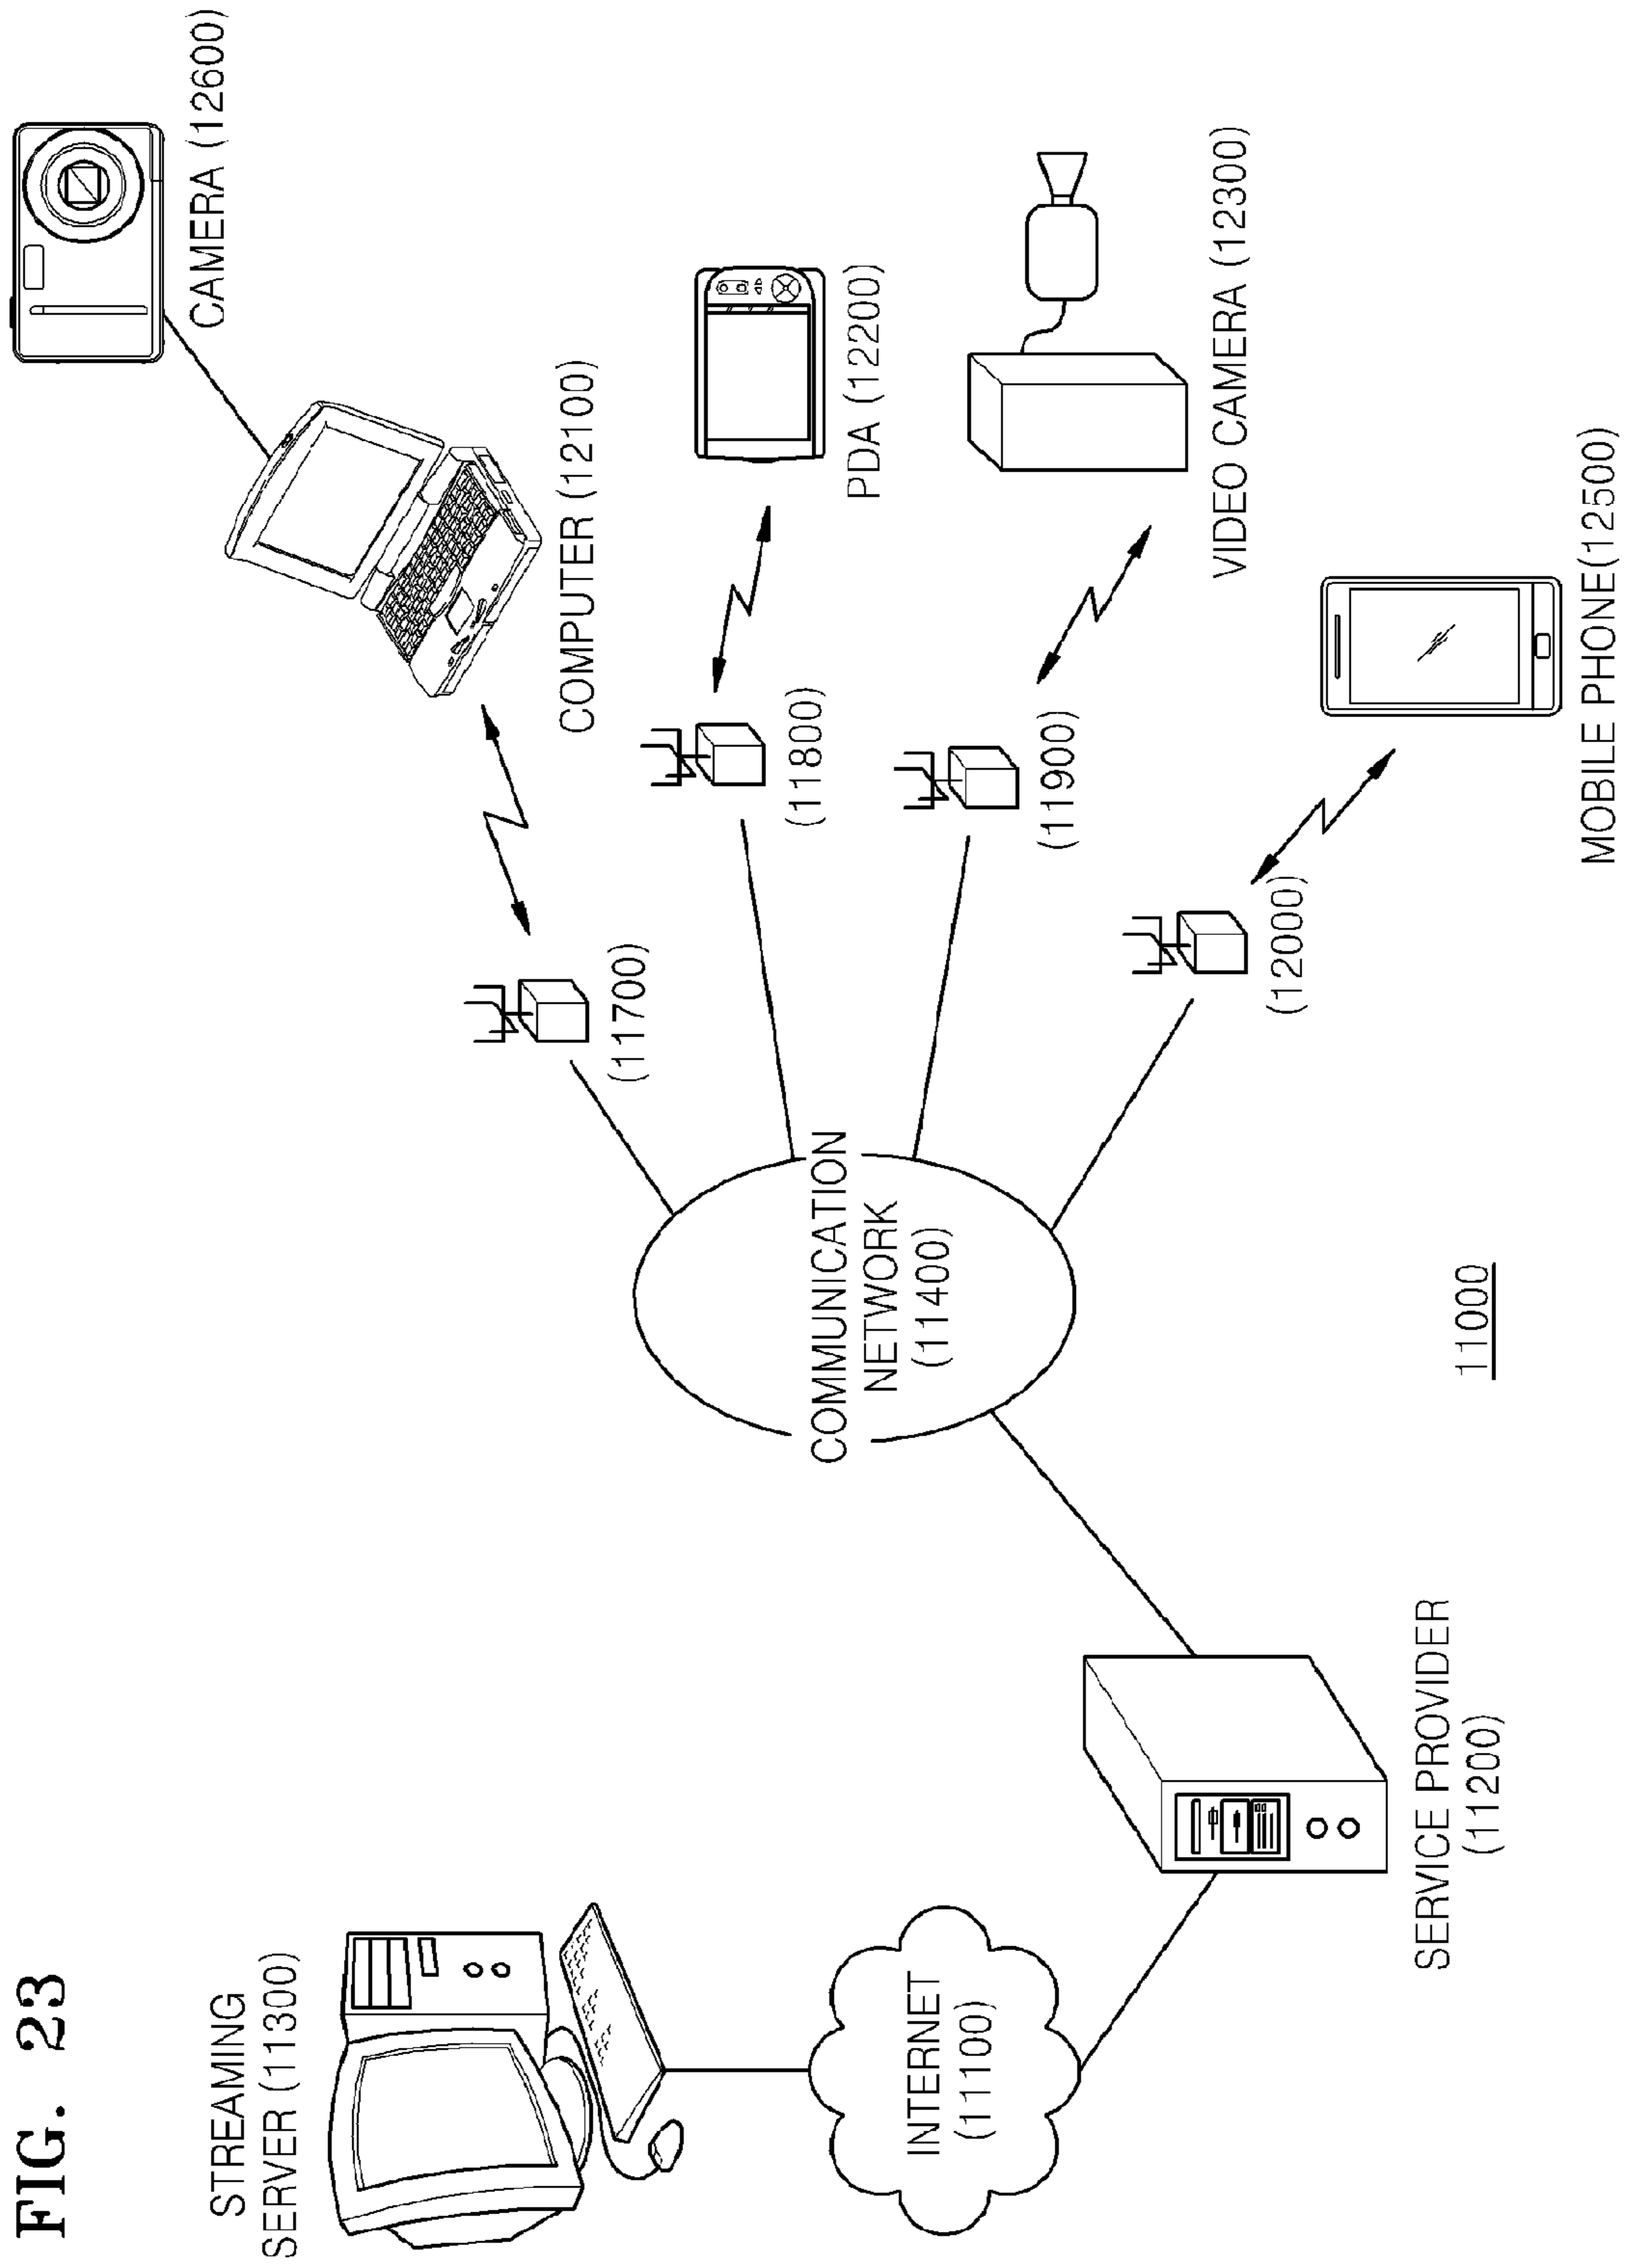 FIG. 23
STREAMING
SERVER (11300)
INTERNET
(11100)
SERVICE PROVIDER
(11200)
COMMUNICATION
NETWORK
(11400)
11000
(11700)
(11800)
(11900)
(12000)
CAMERA (12600)
COMPUTER (12100)
PDA (12200)
VIDEO CAMERA (12300)
MOBILE PHONE(12500)